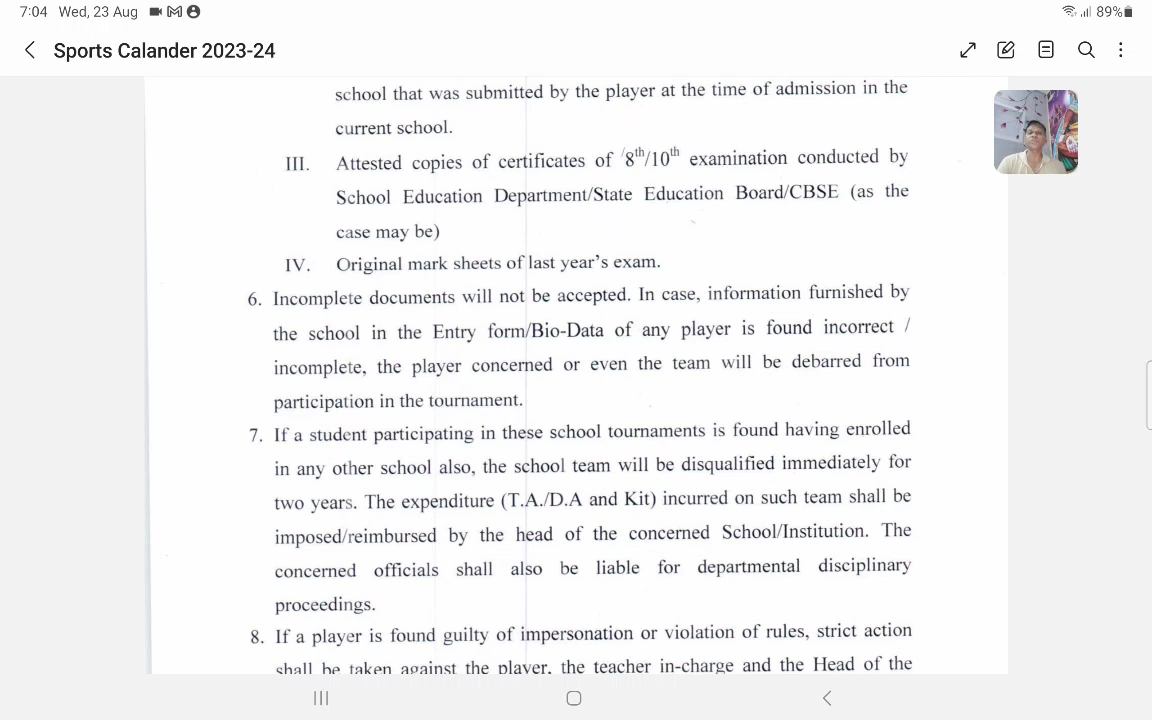 7:04 Wed, 23 Aug 89%
Sports Calander 2023-24
school that was submitted by the player at the time of admission in the
current school.
III. Attested copies of certificates of 8th/10th examination conducted by
School Education Department/State Education Board/CBSE (as the
case may be)
IV. Original mark sheets of last year's exam.
6. Incomplete documents will not be accepted. In case, information furnished by
the school in the Entry form/Bio-Data of any player is found incorrect /
incomplete, the player concerned or even the team will be debarred from
participation in the tournament.
7. If a student participating in these school tournaments is found having enrolled
in any other school also, the school team will be disqualified immediately for
two years. The expenditure (T.A./D.A and Kit) incurred on such team shall be
imposed/reimbursed by the head of the concerned School/Institution. The
concerned officials shall also be liable for departmental disciplinary
proceedings.
8. If a player is found guilty of impersonation or violation of rules, strict action
shall be taken against the player, the teacher in-charge and the Head of the